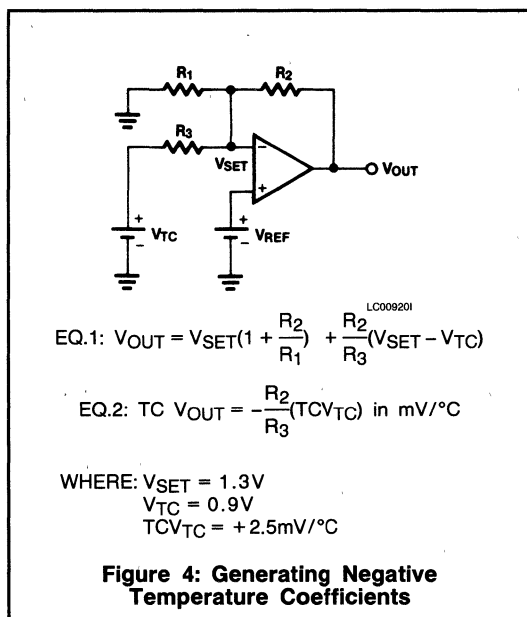 R1
R2
R3
VSET
−
+
VOUT
+
VTC
−
+
VREF
−
LC00920I
EQ.1: VOUT = VSET(1 + R2/R1) + R2/R3(VSET − VTC)
EQ.2: TC VOUT = −R2/R3(TCVTC) in mV/°C
WHERE: VSET = 1.3V
VTC = 0.9V
TCVTC = +2.5mV/°C
Figure 4: Generating Negative
Temperature Coefficients